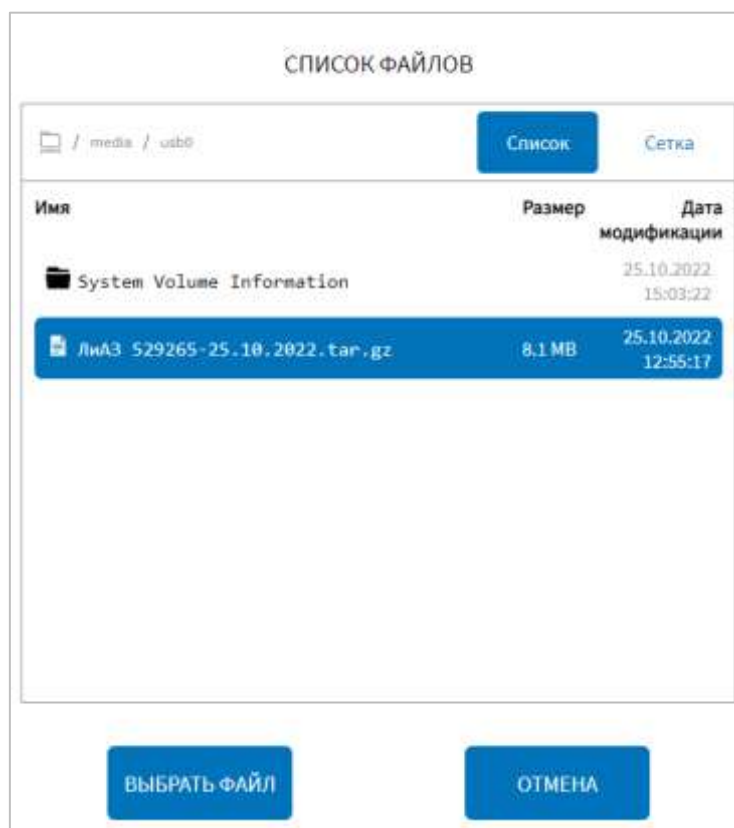 СПИСОК ФАЙЛОВ
/ media / usb0
Список
Сетка
Имя Размер Дата
модификации
System Volume Information 25.10.2022
15:03:22
ЛиАЗ 529265-25.10.2022.tar.gz 8.1 MB 25.10.2022
12:55:17
ВЫБРАТЬ ФАЙЛ
ОТМЕНА